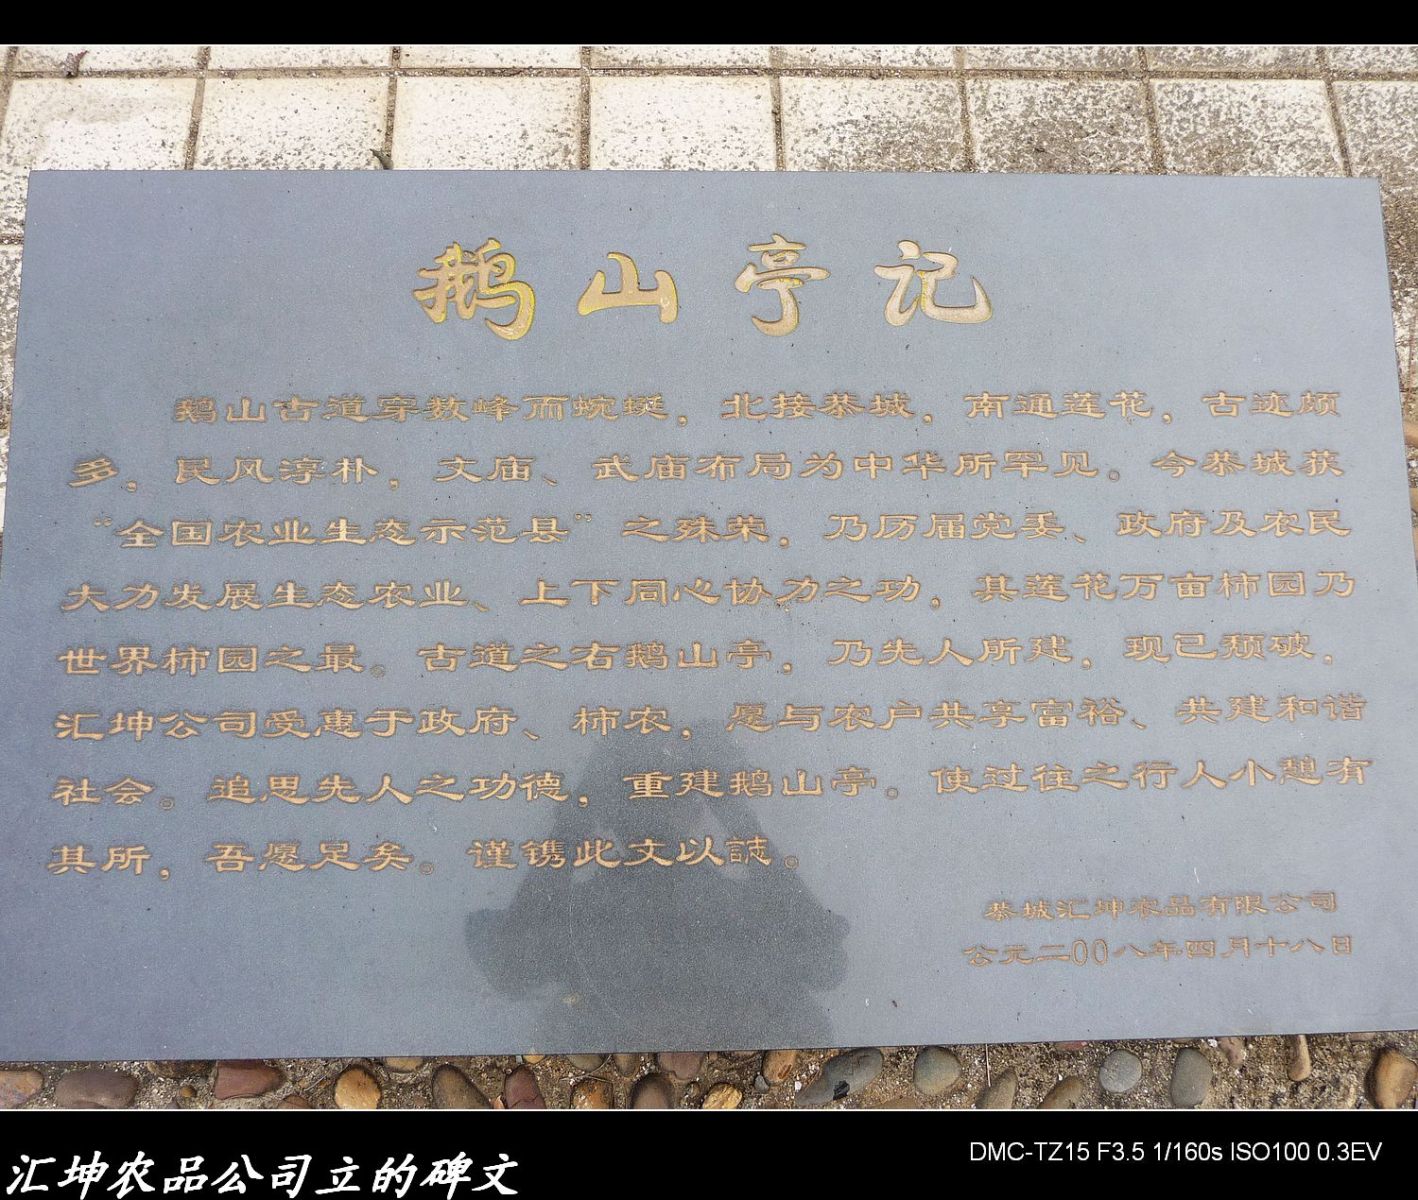 鹅山亭记
鹅山古道穿数峰而蜿蜒，北接恭城，南通莲花，古迹颇
多，民风淳朴，文庙、武庙布局为中华所罕见。今恭城获
“全国农业生态示范县”之殊荣，乃历届党委、政府及农民
大力发展生态农业、上下同心协力之功，其莲花万亩柿园乃
世界柿园之最。古道之右鹅山亭，乃先人所建，现已颓破，
汇坤公司受惠于政府、柿农，愿与农户共享富裕、共建和谐
社会。追思先人之功德，重建鹅山亭。使过往之行人小憩有
其所，吾愿足矣。谨镌此文以誌。
恭城汇坤农品有限公司
公元二00八年四月十八日
汇坤农品公司立的碑文
DMC-TZ15 F3.5 1/160s ISO100 0.3EV